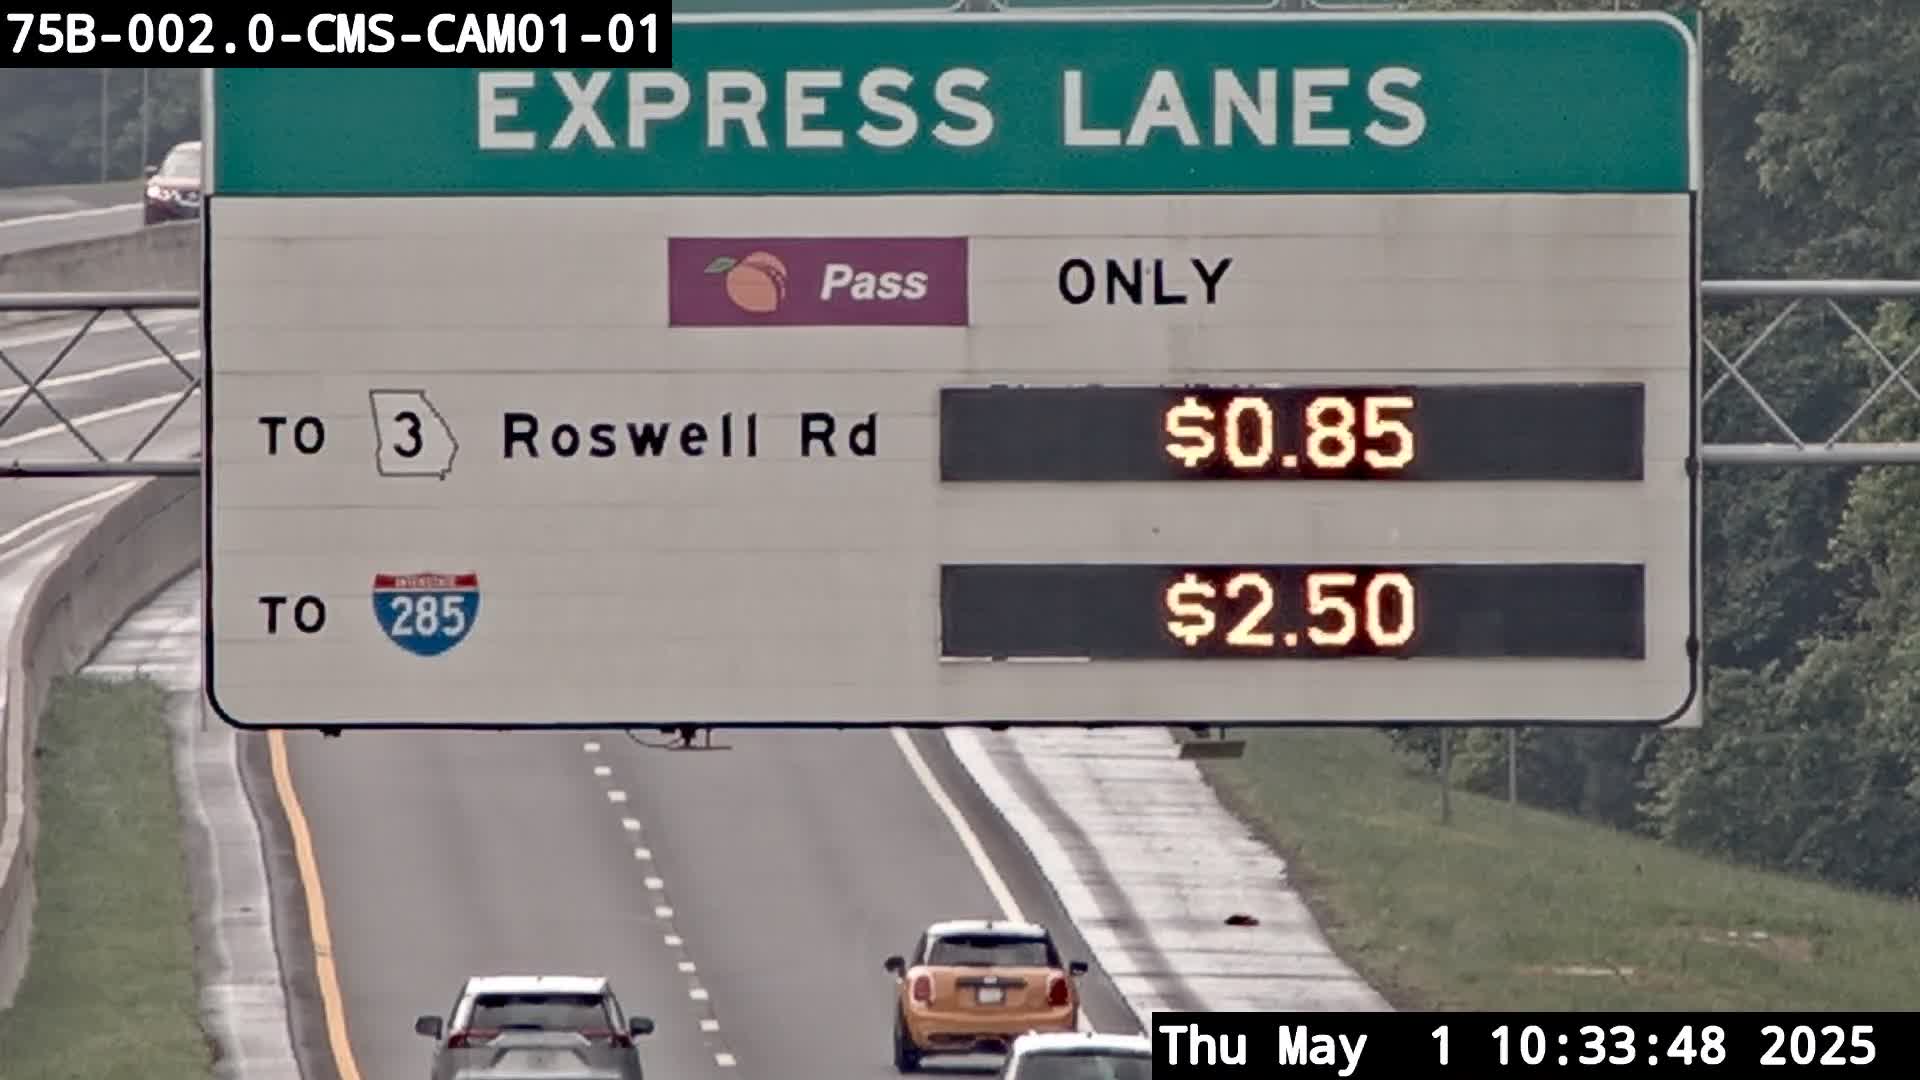 75B-002.0-CMS-CAM01-01
EXPRESS LANES
Pass ONLY
TO 3 Roswell Rd $0.85
INTERSTATE
TO 285 $2.50
Thu May 1 10:33:48 2025